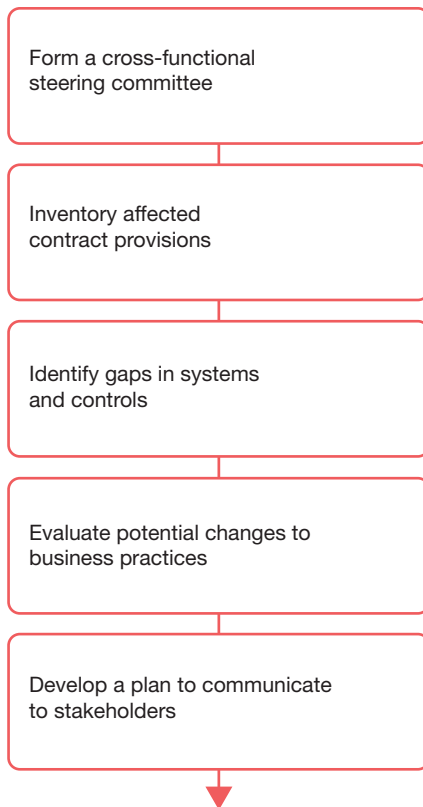 Form a cross-functional
steering committee
Inventory affected
contract provisions
Identify gaps in systems
and controls
Evaluate potential changes to
business practices
Develop a plan to communicate
to stakeholders